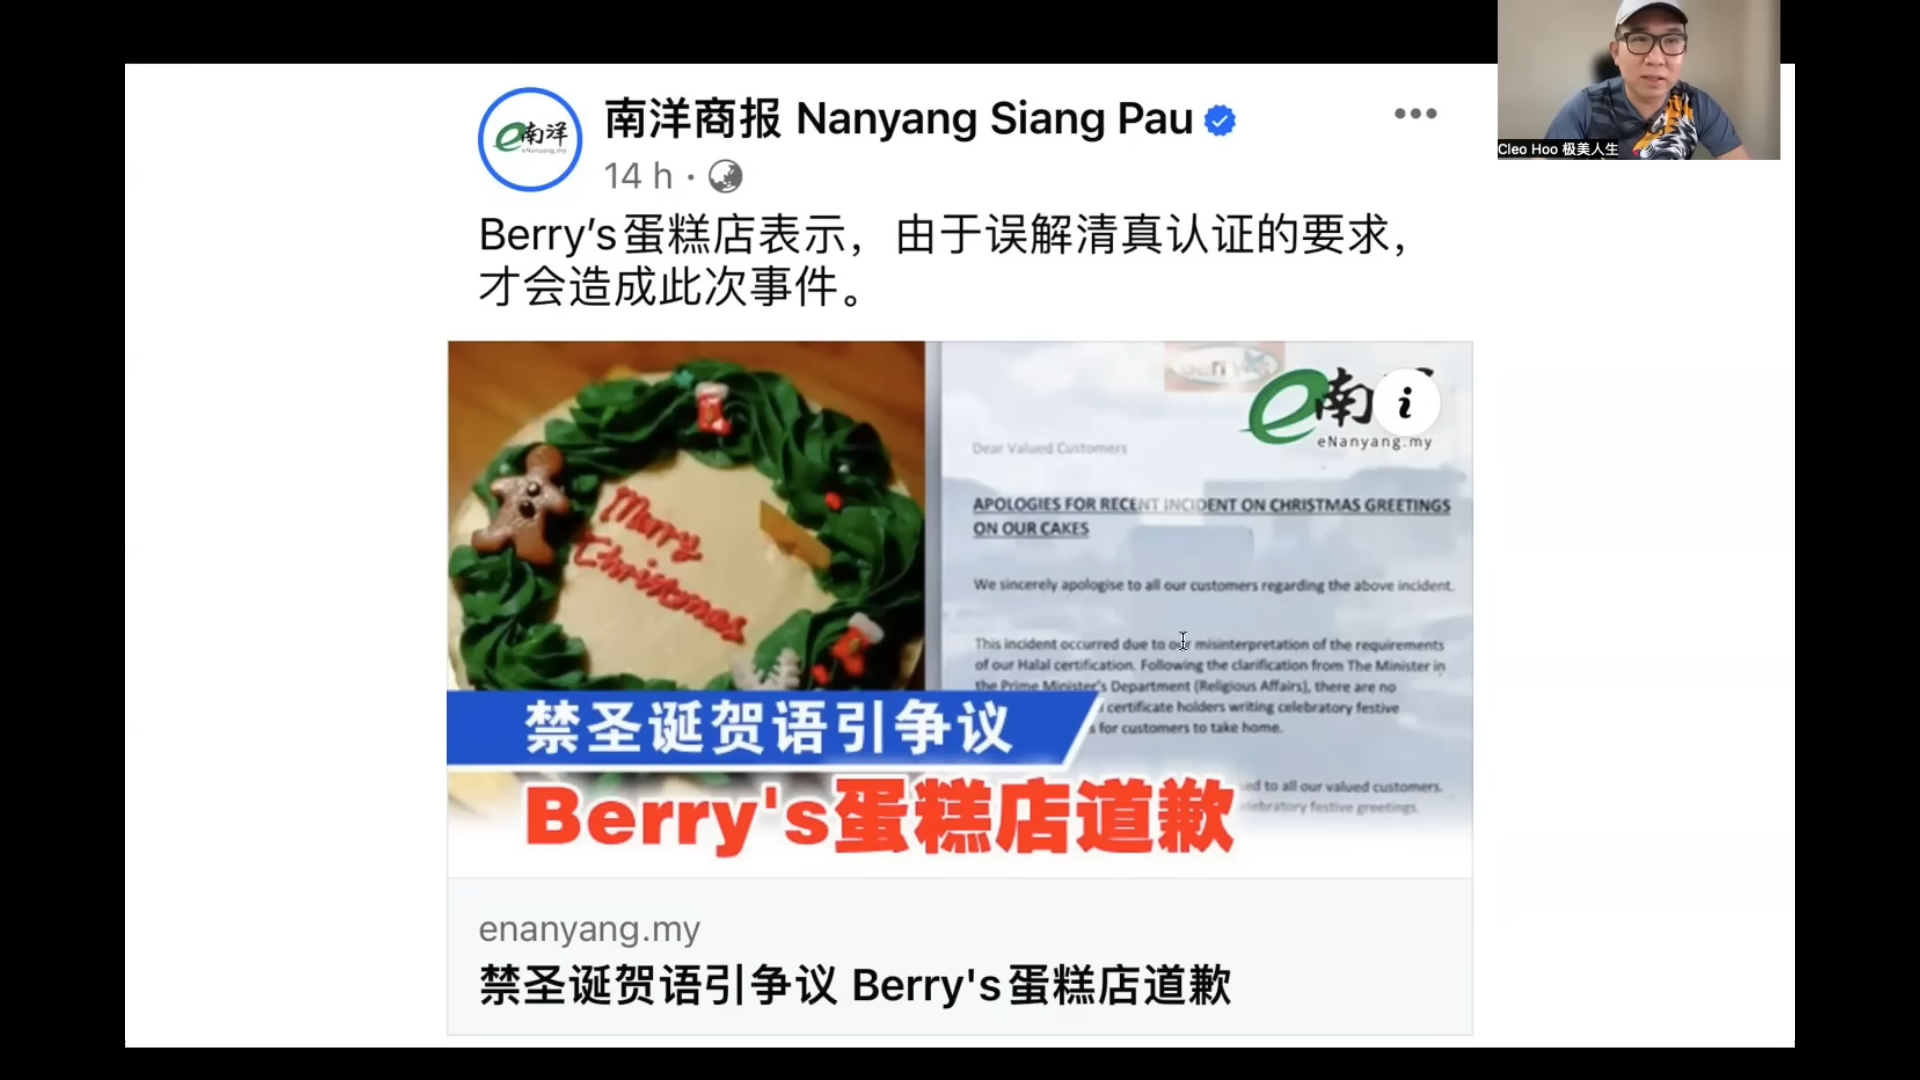 南洋商报 Nanyang Siang Pau
14 h ·
Berry's蛋糕店表示，由于误解清真认证的要求，
才会造成此次事件。
e南洋
eNanyang.my
Cleo Hoo 极美人生
Merry
Christmas
e南
eNanyang.my
Dear Valued Customers
APOLOGIES FOR RECENT INCIDENT ON CHRISTMAS GREETINGS
ON OUR CAKES
We sincerely apologise to all our customers regarding the above incident.
This incident occurred due to our misinterpretation of the requirements
of our Halal certification. Following the clarification from The Minister in
the Prime Minister's Department (Religious Affairs), there are no
certificate holders writing celebratory festive
for customers to take home.
to all our valued customers.
festive greetings.
禁圣诞贺语引争议
Berry's蛋糕店道歉
enanyang.my
禁圣诞贺语引争议 Berry's蛋糕店道歉